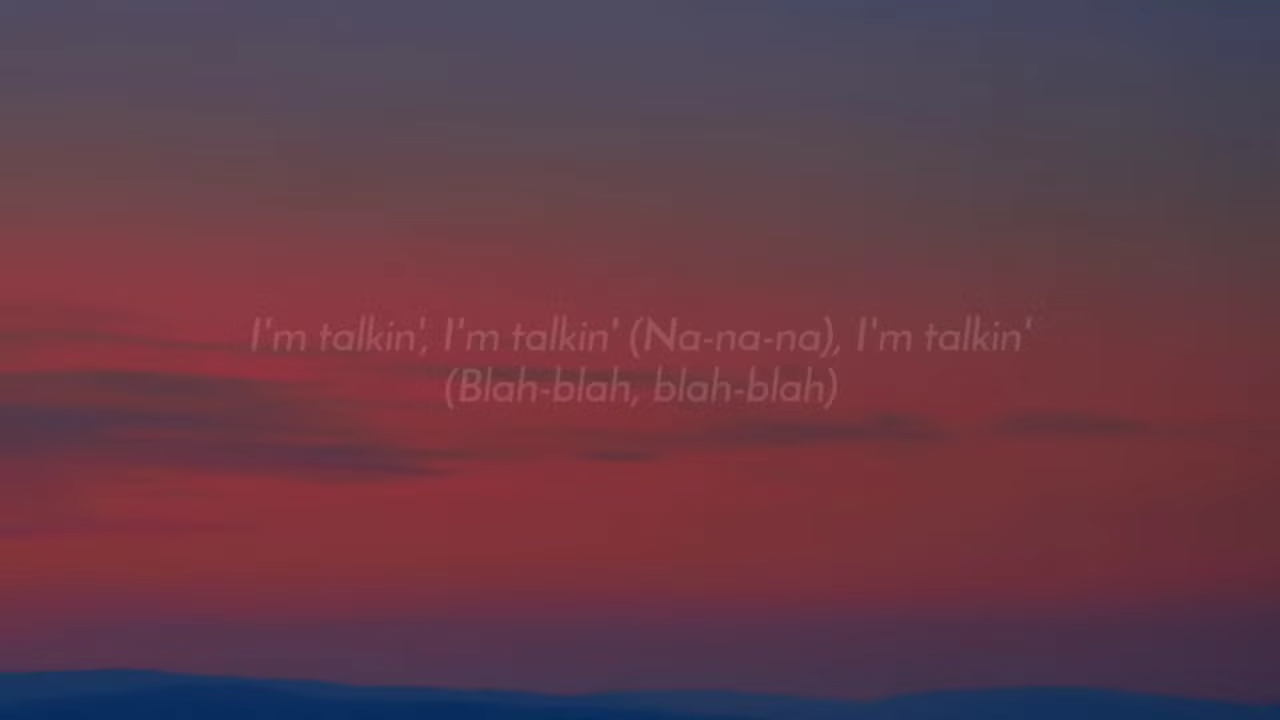 I'm talkin', I'm talkin' (Na-na-na), I'm talkin'
(Blah-blah, blah-blah)